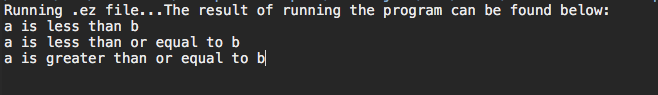 Running .ez file...The result of running the program can be found below:
a is less than b
a is less than or equal to b
a is greater than or equal to b